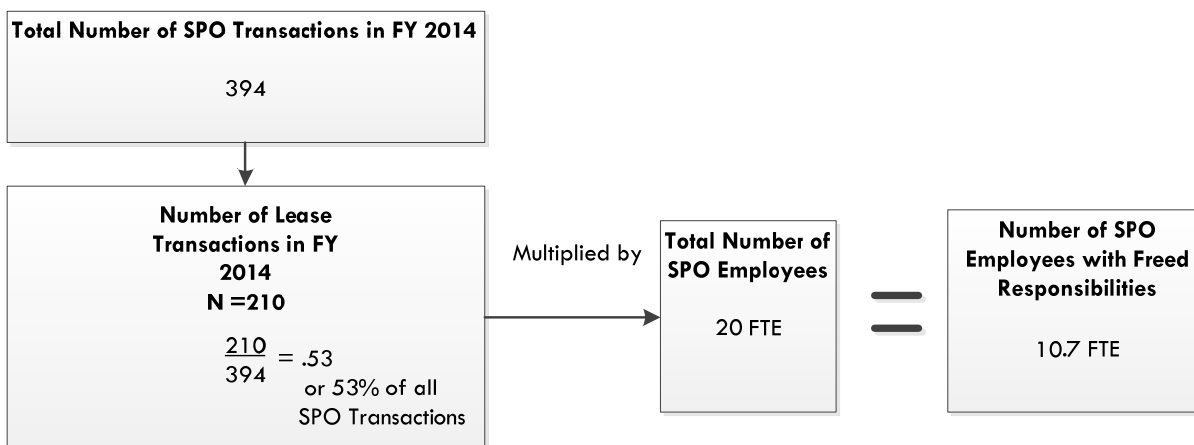 Total Number of SPO Transactions in FY 2014
394
Number of Lease
Transactions in FY
2014
N =210
210
394
= .53
or 53% of all
SPO Transactions
Multiplied by
Total Number of
SPO Employees
20 FTE
=
Number of SPO
Employees with Freed
Responsibilities
10.7 FTE